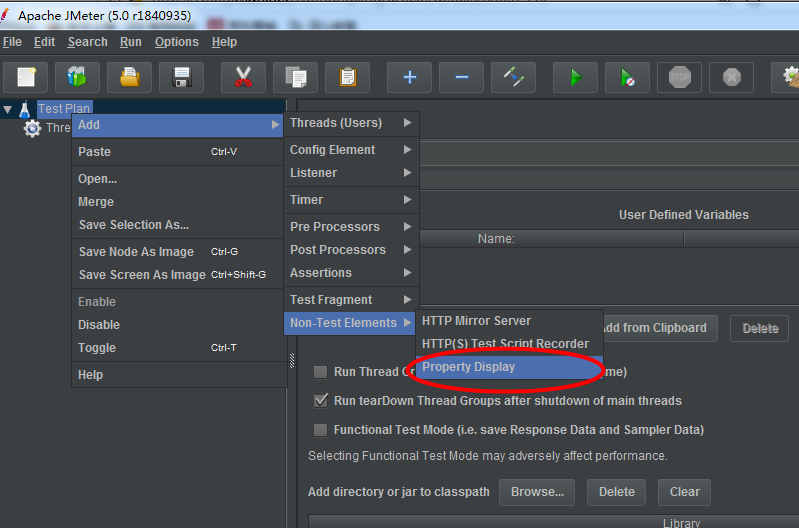 Apache JMeter (5.0 r1840935)
File Edit Search Run Options Help
STOP
Test Plan
Thre
Add
Paste Ctrl-V
Open...
Merge
Save Selection As...
Save Node As Image Ctrl-G
Save Screen As Image Ctrl+Shift-G
Enable
Disable
Toggle Ctrl-T
Help
Threads (Users)
Config Element
Listener
Timer
Pre Processors
Post Processors
Assertions
Test Fragment
Non-Test Elements
HTTP Mirror Server
HTTP(S) Test Script Recorder
Property Display
User Defined Variables
Name:
Add from Clipboard Delete
Run Thread Gr me)
Run tearDown Thread Groups after shutdown of main threads
Functional Test Mode (i.e. save Response Data and Sampler Data)
Selecting Functional Test Mode may adversely affect performance.
Add directory or jar to classpath Browse... Delete Clear
Library